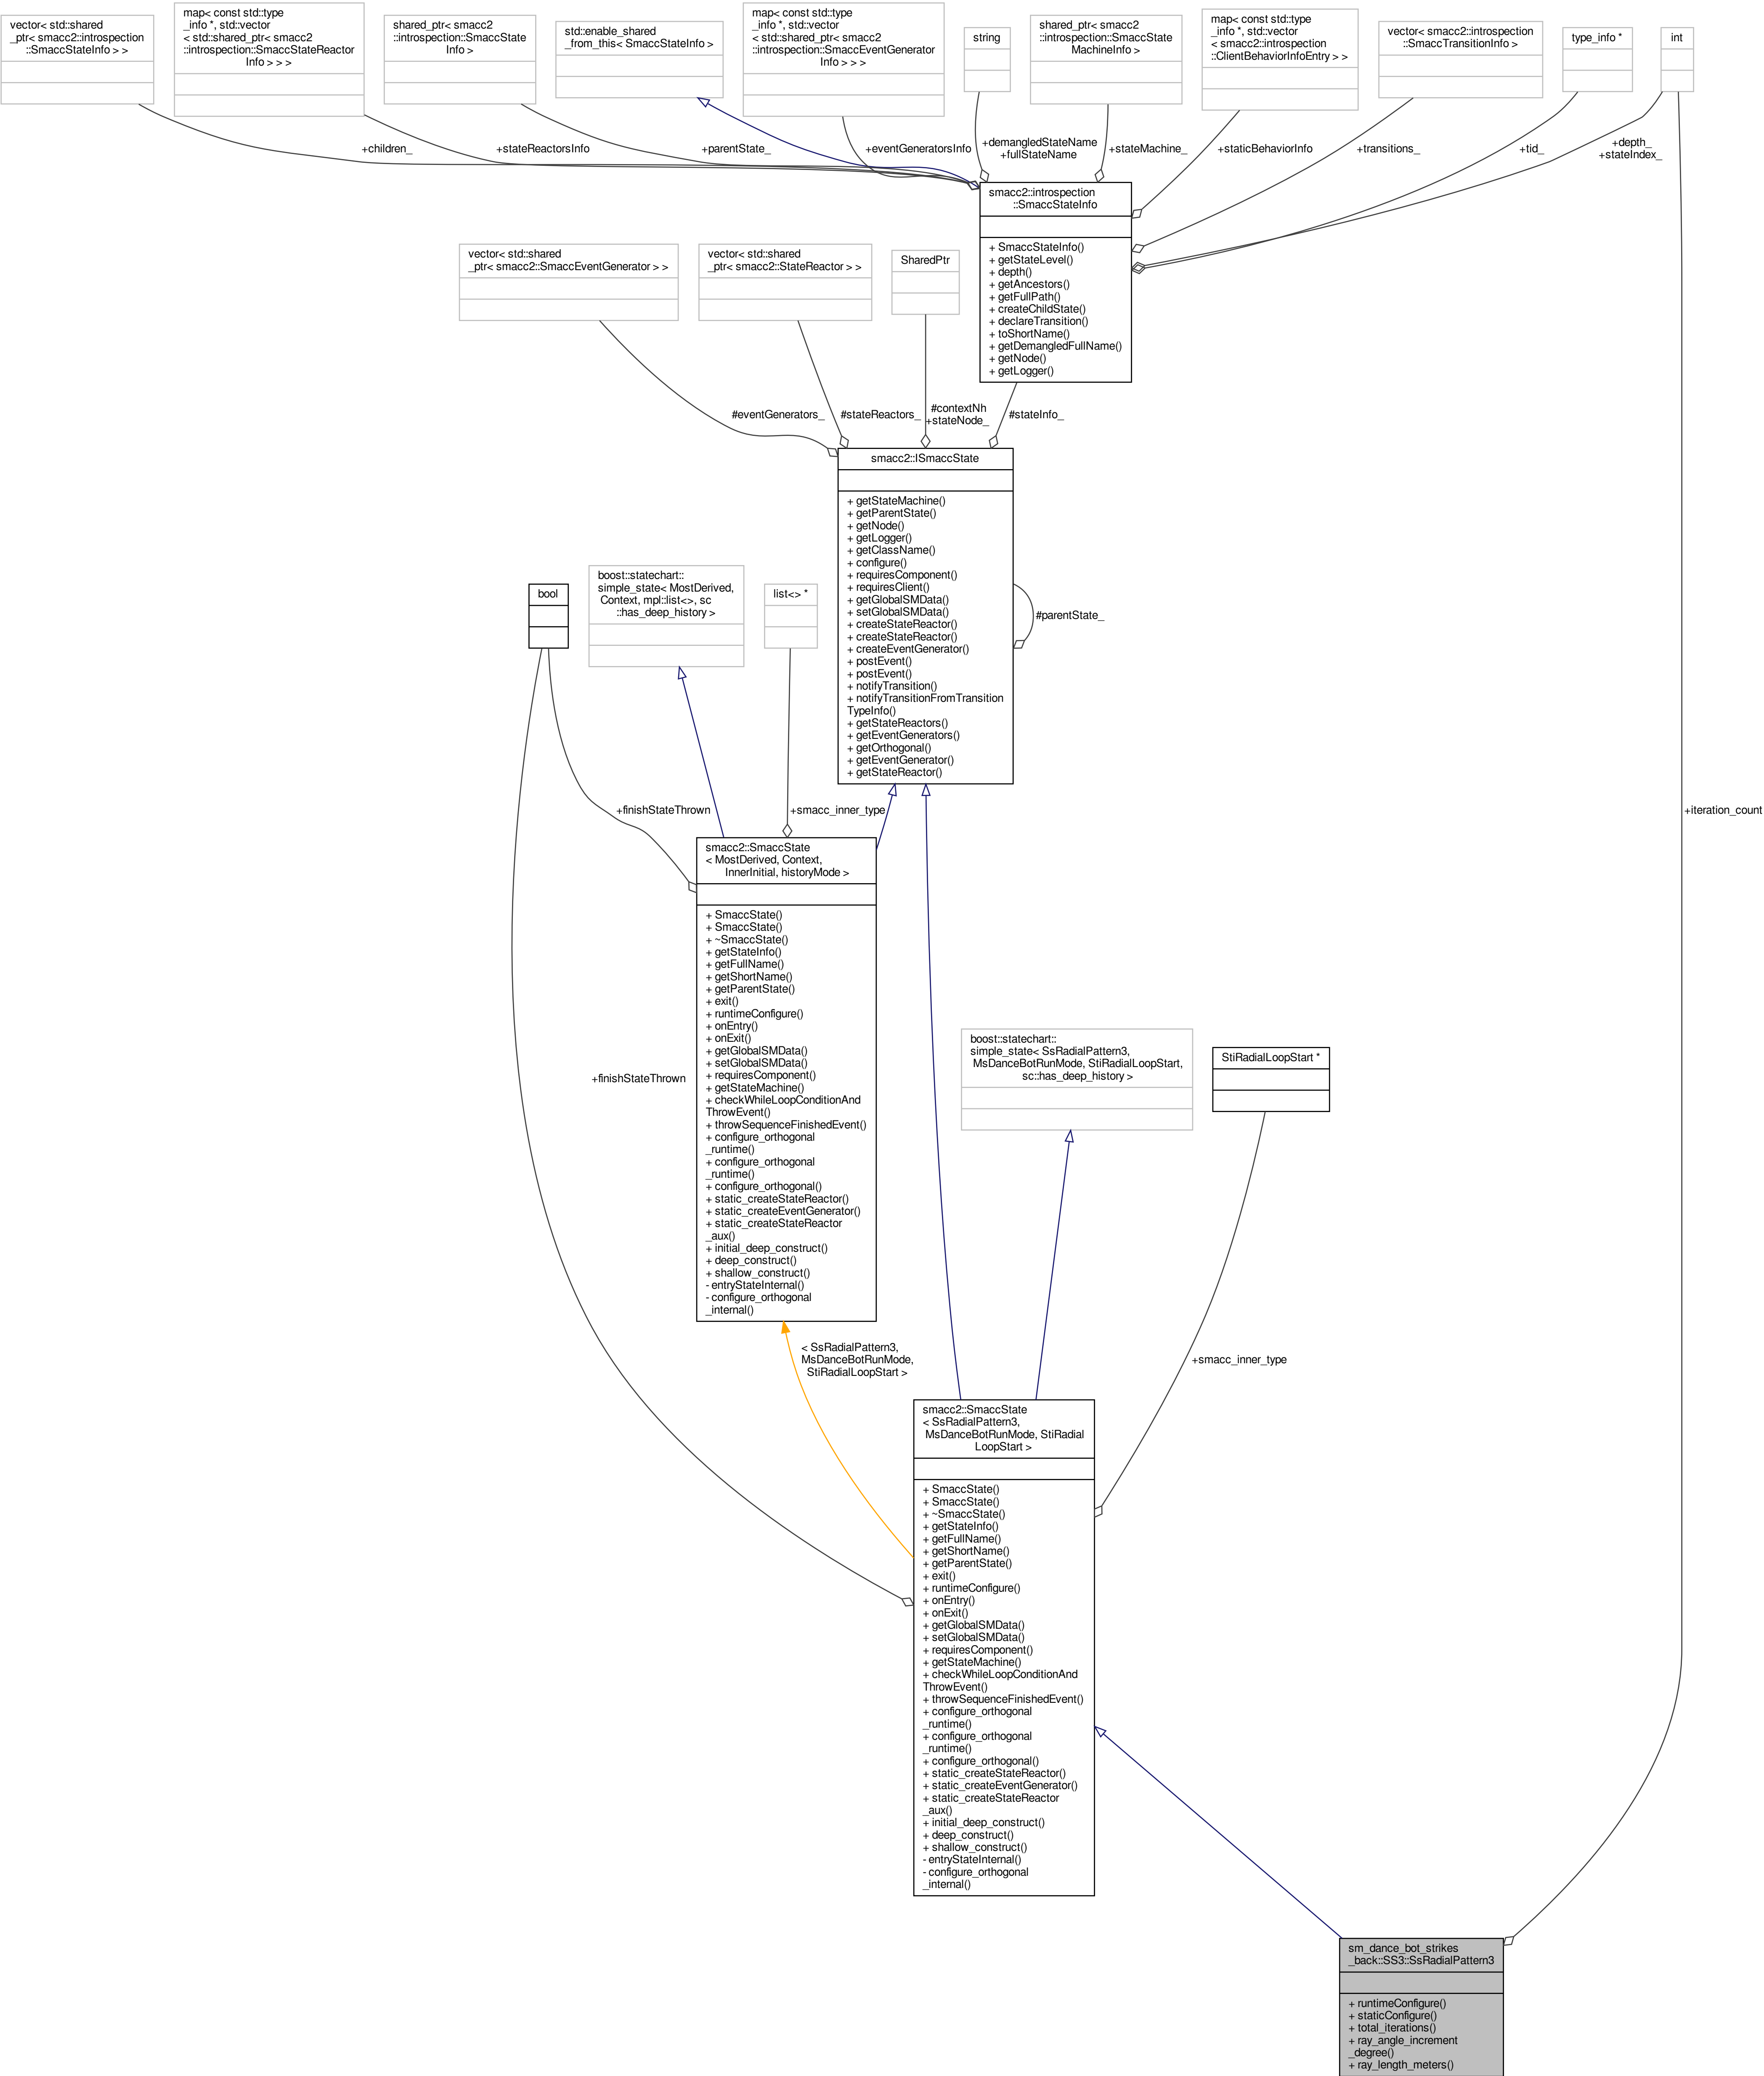 vector< std::shared
_ptr< smacc2::introspection
::SmaccStateInfo > >
map< const std::type
_info *, std::vector
< std::shared_ptr< smacc2
::introspection::SmaccStateReactor
Info > > >
shared_ptr< smacc2
::introspection::SmaccState
Info >
std::enable_shared
_from_this< SmaccStateInfo >
map< const std::type
_info *, std::vector
< std::shared_ptr< smacc2
::introspection::SmaccEventGenerator
Info > > >
string
shared_ptr< smacc2
::introspection::SmaccState
MachineInfo >
map< const std::type
_info *, std::vector
< smacc2::introspection
::ClientBehaviorInfoEntry > >
vector< smacc2::introspection
::SmaccTransitionInfo >
type_info *
int
+children_
+stateReactorsInfo
+parentState_
+eventGeneratorsInfo
+demangledStateName
+fullStateName
+stateMachine_
+staticBehaviorInfo
+transitions_
+tid_
+depth_
+stateIndex_
smacc2::introspection
::SmaccStateInfo
+ SmaccStateInfo()
+ getStateLevel()
+ depth()
+ getAncestors()
+ getFullPath()
+ createChildState()
+ declareTransition()
+ toShortName()
+ getDemangledFullName()
+ getNode()
+ getLogger()
vector< std::shared
_ptr< smacc2::SmaccEventGenerator > >
vector< std::shared
_ptr< smacc2::StateReactor > >
SharedPtr
#eventGenerators_
#stateReactors_
#contextNh
+stateNode_
#stateInfo_
smacc2::ISmaccState
+ getStateMachine()
+ getParentState()
+ getNode()
+ getLogger()
+ getClassName()
+ configure()
+ requiresComponent()
+ requiresClient()
+ getGlobalSMData()
+ setGlobalSMData()
+ createStateReactor()
+ createStateReactor()
+ createEventGenerator()
+ postEvent()
+ postEvent()
+ notifyTransition()
+ notifyTransitionFromTransition
TypeInfo()
+ getStateReactors()
+ getEventGenerators()
+ getOrthogonal()
+ getEventGenerator()
+ getStateReactor()
#parentState_
bool
boost::statechart::
simple_state< MostDerived,
Context, mpl::list<>, sc
::has_deep_history >
list<> *
+finishStateThrown
+smacc_inner_type
+iteration_count
smacc2::SmaccState
< MostDerived, Context,
InnerInitial, historyMode >
+ SmaccState()
+ SmaccState()
+ ~SmaccState()
+ getStateInfo()
+ getFullName()
+ getShortName()
+ getParentState()
+ exit()
+ runtimeConfigure()
+ onEntry()
+ onExit()
+ getGlobalSMData()
+ setGlobalSMData()
+ requiresComponent()
+ getStateMachine()
+ checkWhileLoopConditionAnd
ThrowEvent()
+ throwSequenceFinishedEvent()
+ configure_orthogonal
_runtime()
+ configure_orthogonal
_runtime()
+ configure_orthogonal()
+ static_createStateReactor()
+ static_createEventGenerator()
+ static_createStateReactor
_aux()
+ initial_deep_construct()
+ deep_construct()
+ shallow_construct()
- entryStateInternal()
- configure_orthogonal
_internal()
+finishStateThrown
boost::statechart::
simple_state< SsRadialPattern3,
MsDanceBotRunMode, StiRadialLoopStart,
sc::has_deep_history >
StiRadialLoopStart *
< SsRadialPattern3,
MsDanceBotRunMode,
StiRadialLoopStart >
+smacc_inner_type
smacc2::SmaccState
< SsRadialPattern3,
MsDanceBotRunMode, StiRadial
LoopStart >
+ SmaccState()
+ SmaccState()
+ ~SmaccState()
+ getStateInfo()
+ getFullName()
+ getShortName()
+ getParentState()
+ exit()
+ runtimeConfigure()
+ onEntry()
+ onExit()
+ getGlobalSMData()
+ setGlobalSMData()
+ requiresComponent()
+ getStateMachine()
+ checkWhileLoopConditionAnd
ThrowEvent()
+ throwSequenceFinishedEvent()
+ configure_orthogonal
_runtime()
+ configure_orthogonal
_runtime()
+ configure_orthogonal()
+ static_createStateReactor()
+ static_createEventGenerator()
+ static_createStateReactor
_aux()
+ initial_deep_construct()
+ deep_construct()
+ shallow_construct()
- entryStateInternal()
- configure_orthogonal
_internal()
sm_dance_bot_strikes
_back::SS3::SsRadialPattern3
+ runtimeConfigure()
+ staticConfigure()
+ total_iterations()
+ ray_angle_increment
_degree()
+ ray_length_meters()